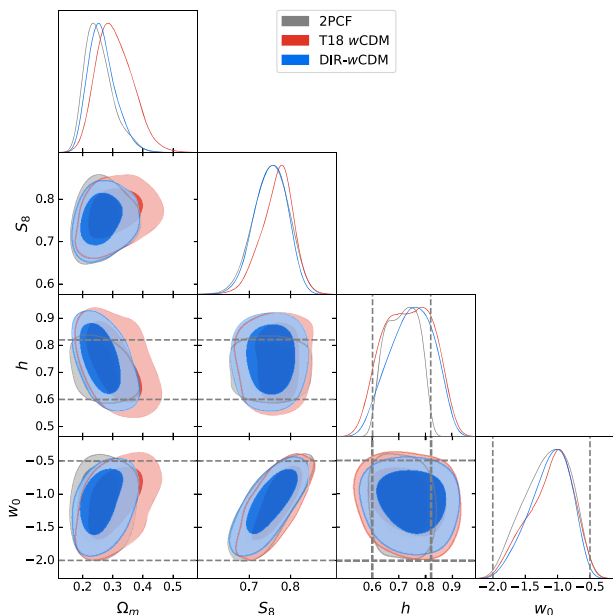 2PCF
T18 wCDM
DIR-wCDM
S₈
0.8
0.7
0.6
h
0.9
0.8
0.7
0.6
0.5
w₀
−0.5
−1.0
−1.5
−2.0
0.2 0.3 0.4 0.5
0.7 0.8
0.6 0.7 0.8 0.9
−2.0 −1.5 −1.0 −0.5
Ωₘ
S₈
h
w₀